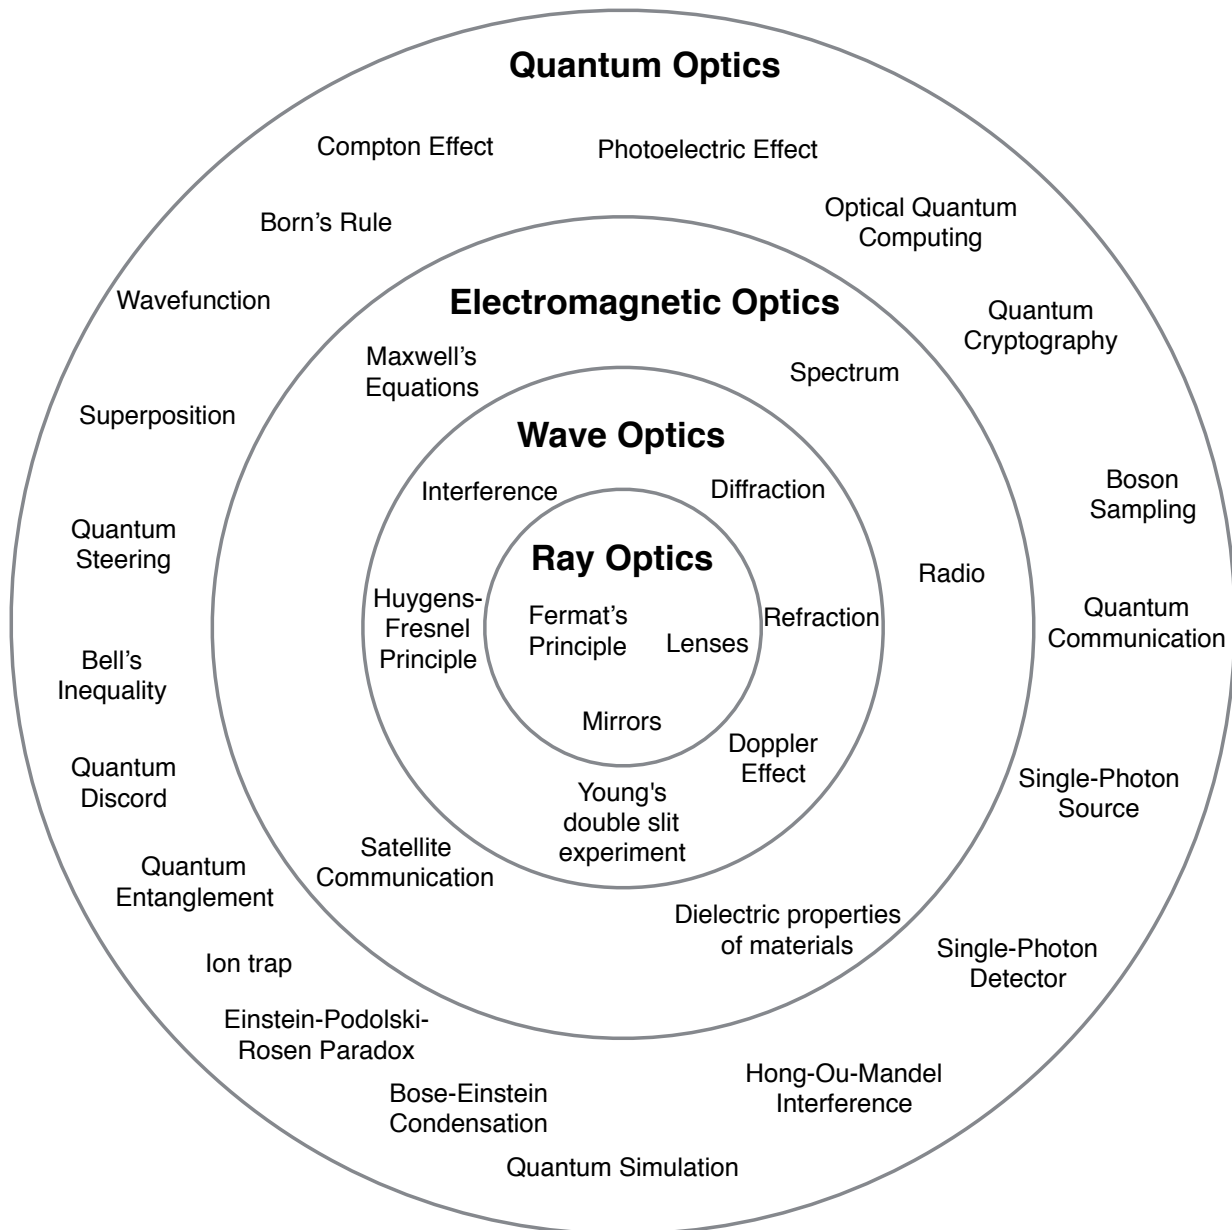 Quantum Optics
Compton Effect
Photoelectric Effect
Born’s Rule
Optical Quantum
Computing
Wavefunction
Electromagnetic Optics
Quantum
Cryptography
Maxwell’s
Equations
Spectrum
Superposition
Wave Optics
Interference
Diffraction
Boson
Sampling
Quantum
Steering
Ray Optics
Radio
Huygens-
Fresnel
Principle
Fermat’s
Principle
Lenses
Refraction
Quantum
Communication
Bell’s
Inequality
Mirrors
Doppler
Effect
Quantum
Discord
Single-Photon
Source
Young's
double slit
experiment
Satellite
Communication
Quantum
Entanglement
Dielectric properties
of materials
Ion trap
Single-Photon
Detector
Einstein-Podolski-
Rosen Paradox
Hong-Ou-Mandel
Interference
Bose-Einstein
Condensation
Quantum Simulation